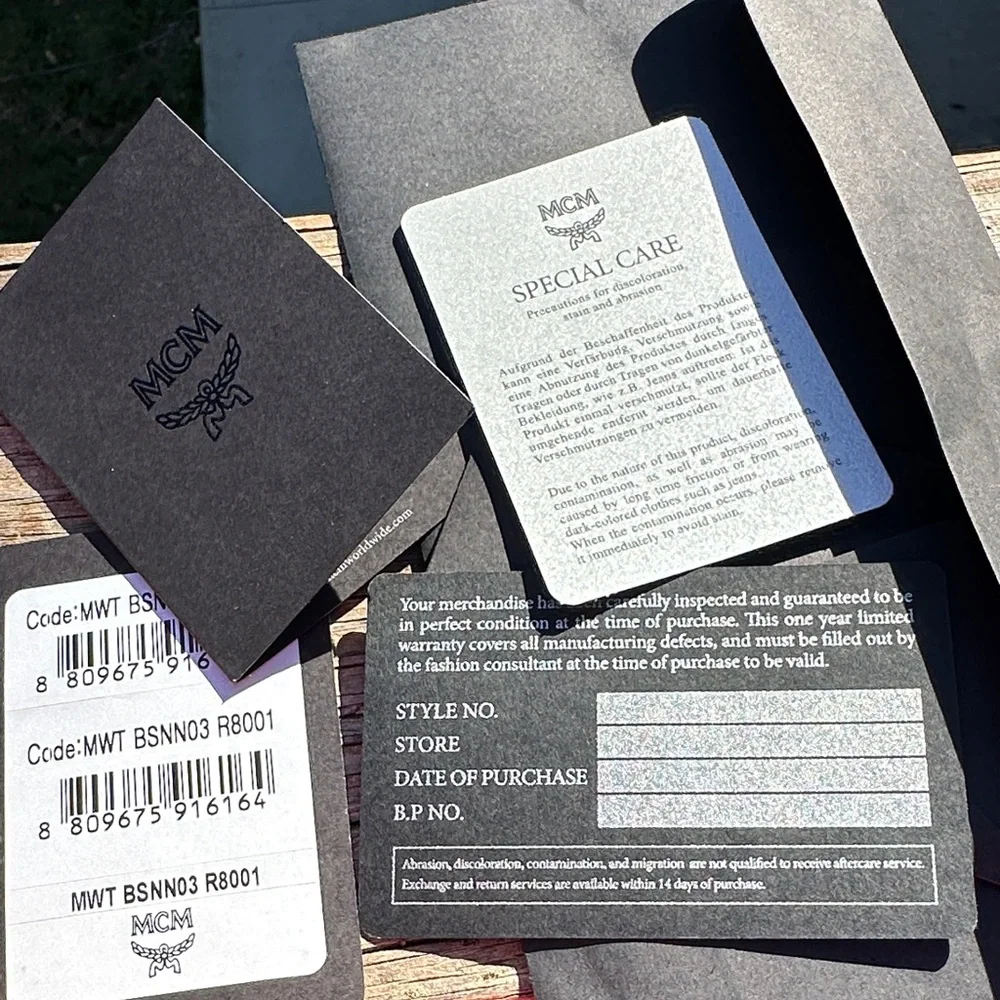 MCM
mworldwide.com
MCM
SPECIAL CARE
Precautions for discoloration,
stain and abrasion
Aufgrund der Beschaffenheit des Produktes
kann eine Verfärbudg, Verschmutzung sowie
eine Abnutzung des Produktes durch
Tragen oder durch Tragen von dunkelgefärbter
Bekleidung, wie z.B. Jeans auftreten. Ist das
Produkt einmal verschmutzt, sollte der Fleck
umgehende entfernt werden, um dauerhafte
Verschmutzungen zu vermeiden.
Due to the nature of this product, discoloration,
contamination, as well as abrasion may be
caused by long time friction or from wearing
dark-colored clothes such as jeans.
When the contamination occurs, please remove
it immediately to avoid stain.
Code:MWT BSN
8 809675 916
Code:MWT BSNN03 R8001
8 809675 916164
MWT BSNN03 R8001
MCM
Your merchandise has been carefully inspected and guaranteed to be
in perfect condition at the time of purchase. This one year limited
warranty covers all manufacturing defects, and must be filled out by
the fashion consultant at the time of purchase to be valid.
STYLE NO.
STORE
DATE OF PURCHASE
B.P NO.
Abrasion, discoloration, contamination, and migration are not qualified to receive aftercare service.
Exchange and return services are available within 14 days of purchase.